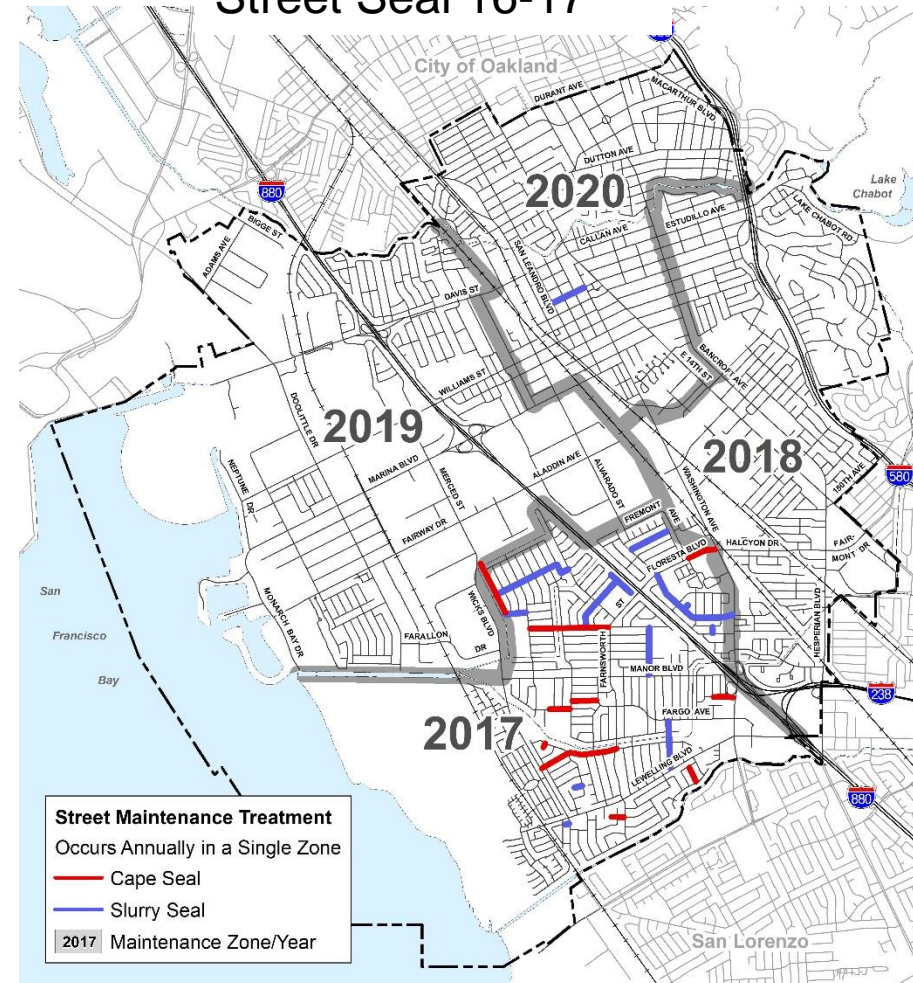 Street Seal 16-17
City of Oakland
DURANT AVE
MACARTHUR BLVD
DUTTON AVE
2020
Lake
Chabot
880
BIGGE ST
ADAMS AVE
ESTUDILLO AVE
LAKE CHABOT RD
CALLAN AVE
SAN LEANDRO BLVD
DAVIS ST
BANCROFT AVE
E 14TH ST
WILLIAMS ST
DOOLITTLE DR
2019
2018
MARINA BLVD
MERCED ST
ALADDIN AVE
ALVARADO ST
WASHINGTON AVE
150TH AVE
580
NEPTUNE DR
FAIRWAY DR
FREMONT AVE
HALCYON DR
FAIR-
MONT DR
FLORESTA BLVD
San
Francisco
Bay
MONARCH BAY DR
WICKS BLVD
ST
HESPERIAN BLVD
FARALLON DR
FARNSWORTH
MANOR BLVD
238
2017
FARGO AVE
LEWELLING BLVD
880
Street Maintenance Treatment
Occurs Annually in a Single Zone
Cape Seal
Slurry Seal
2017 Maintenance Zone/Year
San Lorenzo